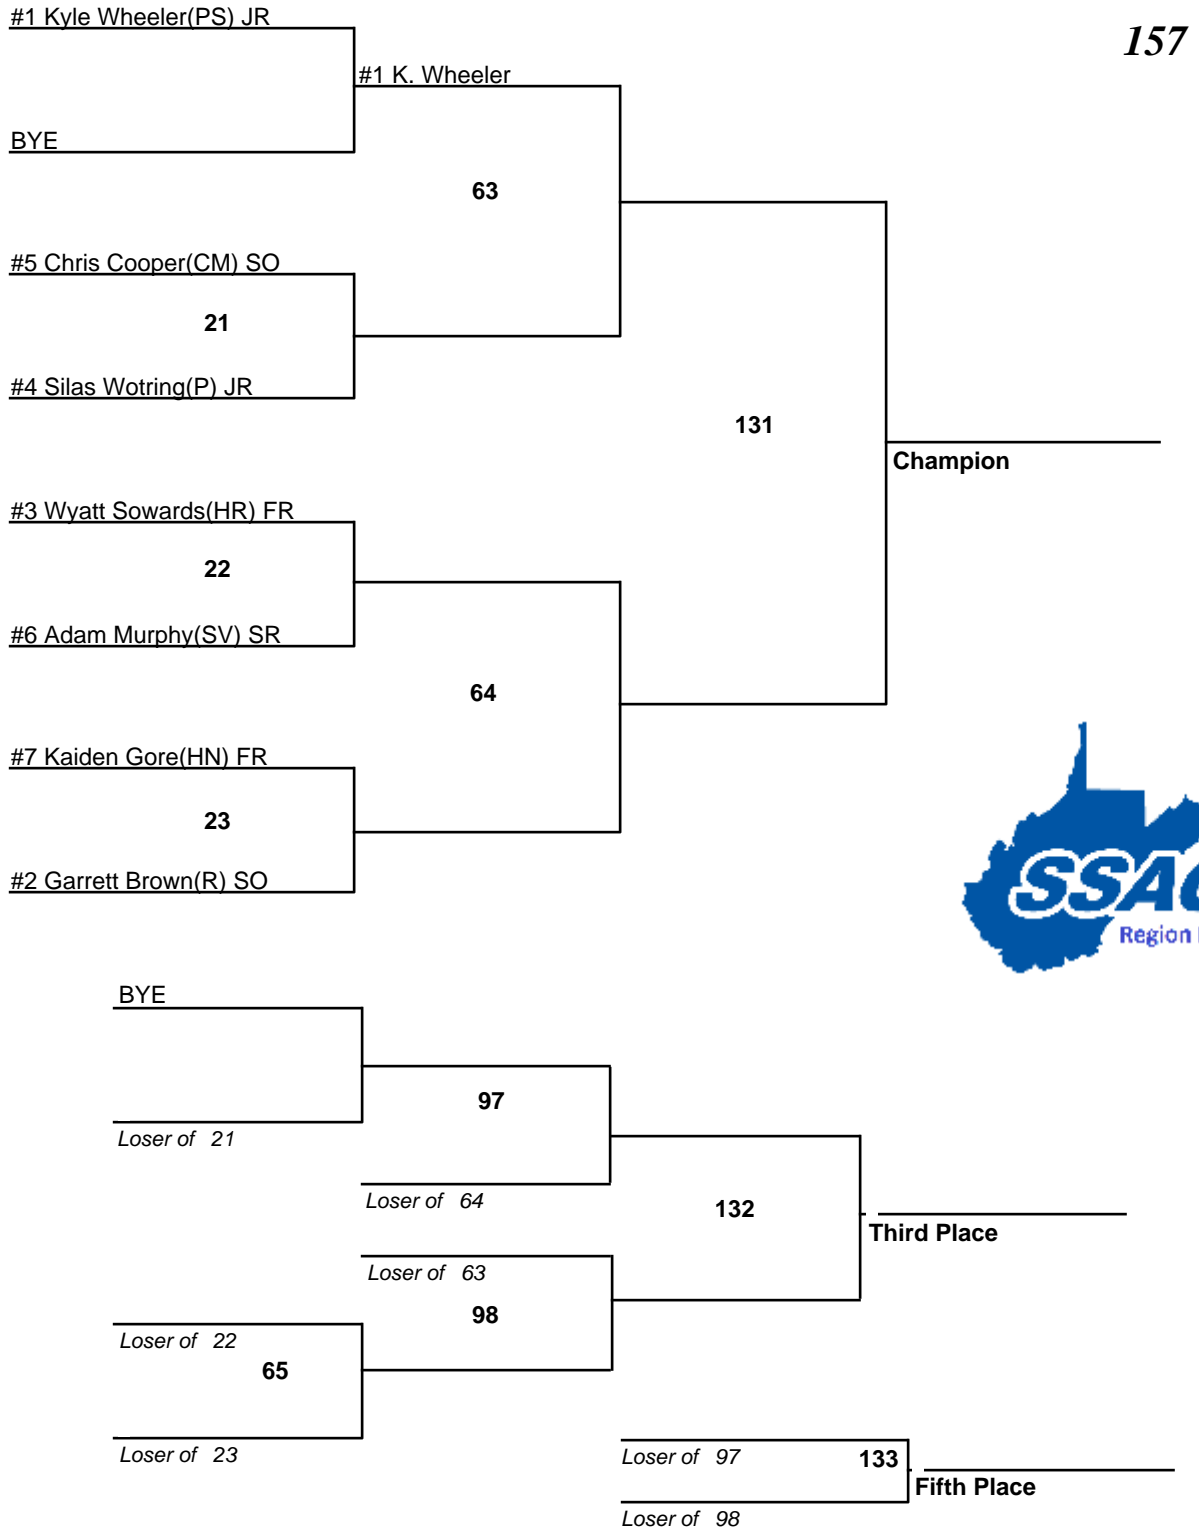 #1 Kyle Wheeler(PS) JR
157
#1 K. Wheeler
BYE
63
#5 Chris Cooper(CM) SO
21
#4 Silas Wotring(P) JR
131
Champion
#3 Wyatt Sowards(HR) FR
22
#6 Adam Murphy(SV) SR
64
#7 Kaiden Gore(HN) FR
23
#2 Garrett Brown(R) SO
SSAC
Region
BYE
97
Loser of 21
Loser of 64
132
Third Place
Loser of 63
98
Loser of 22
65
Loser of 23
Loser of 97
133
Fifth Place
Loser of 98